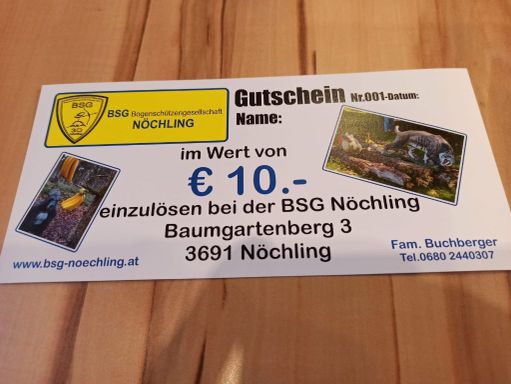 BSG
3D
BSG Bogenschützengesellschaft
NÖCHLING
Gutschein Nr.001-Datum:
Name:
im Wert von
€ 10.-
einzulösen bei der BSG Nöchling
Baumgartenberg 3
3691 Nöchling
www.bsg-noechling.at
Fam. Buchberger
Tel.0680 2440307